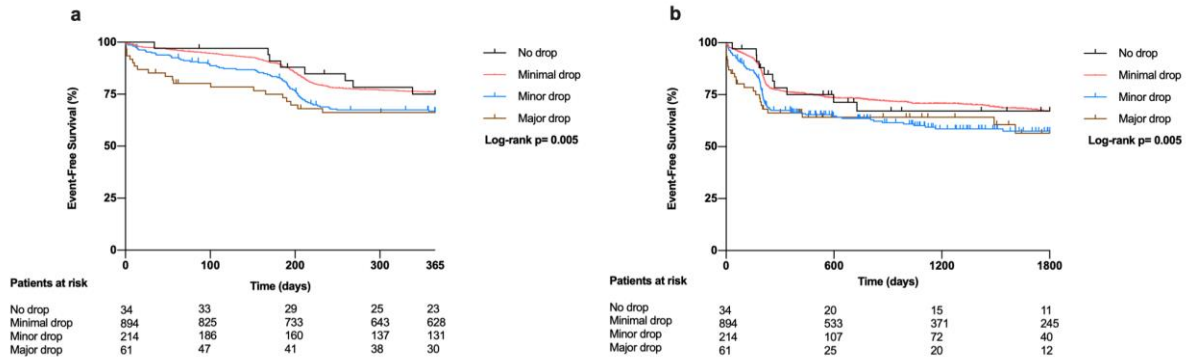 a
Event-Free Survival (%)
100
75
50
25
0
0 100 200 300 365
Time (days)
No drop
Minimal drop
Minor drop
Major drop
Log-rank p= 0.005
Patients at risk
No drop 34 33 29 25 23
Minimal drop 894 825 733 643 628
Minor drop 214 186 160 137 131
Major drop 61 47 41 38 30
b
Event-Free Survival (%)
100
75
50
25
0
0 600 1200 1800
Time (days)
No drop
Minimal drop
Minor drop
Major drop
Log-rank p= 0.005
Patients at risk
No drop 34 20 15 11
Minimal drop 894 533 371 245
Minor drop 214 107 72 40
Major drop 61 25 20 12